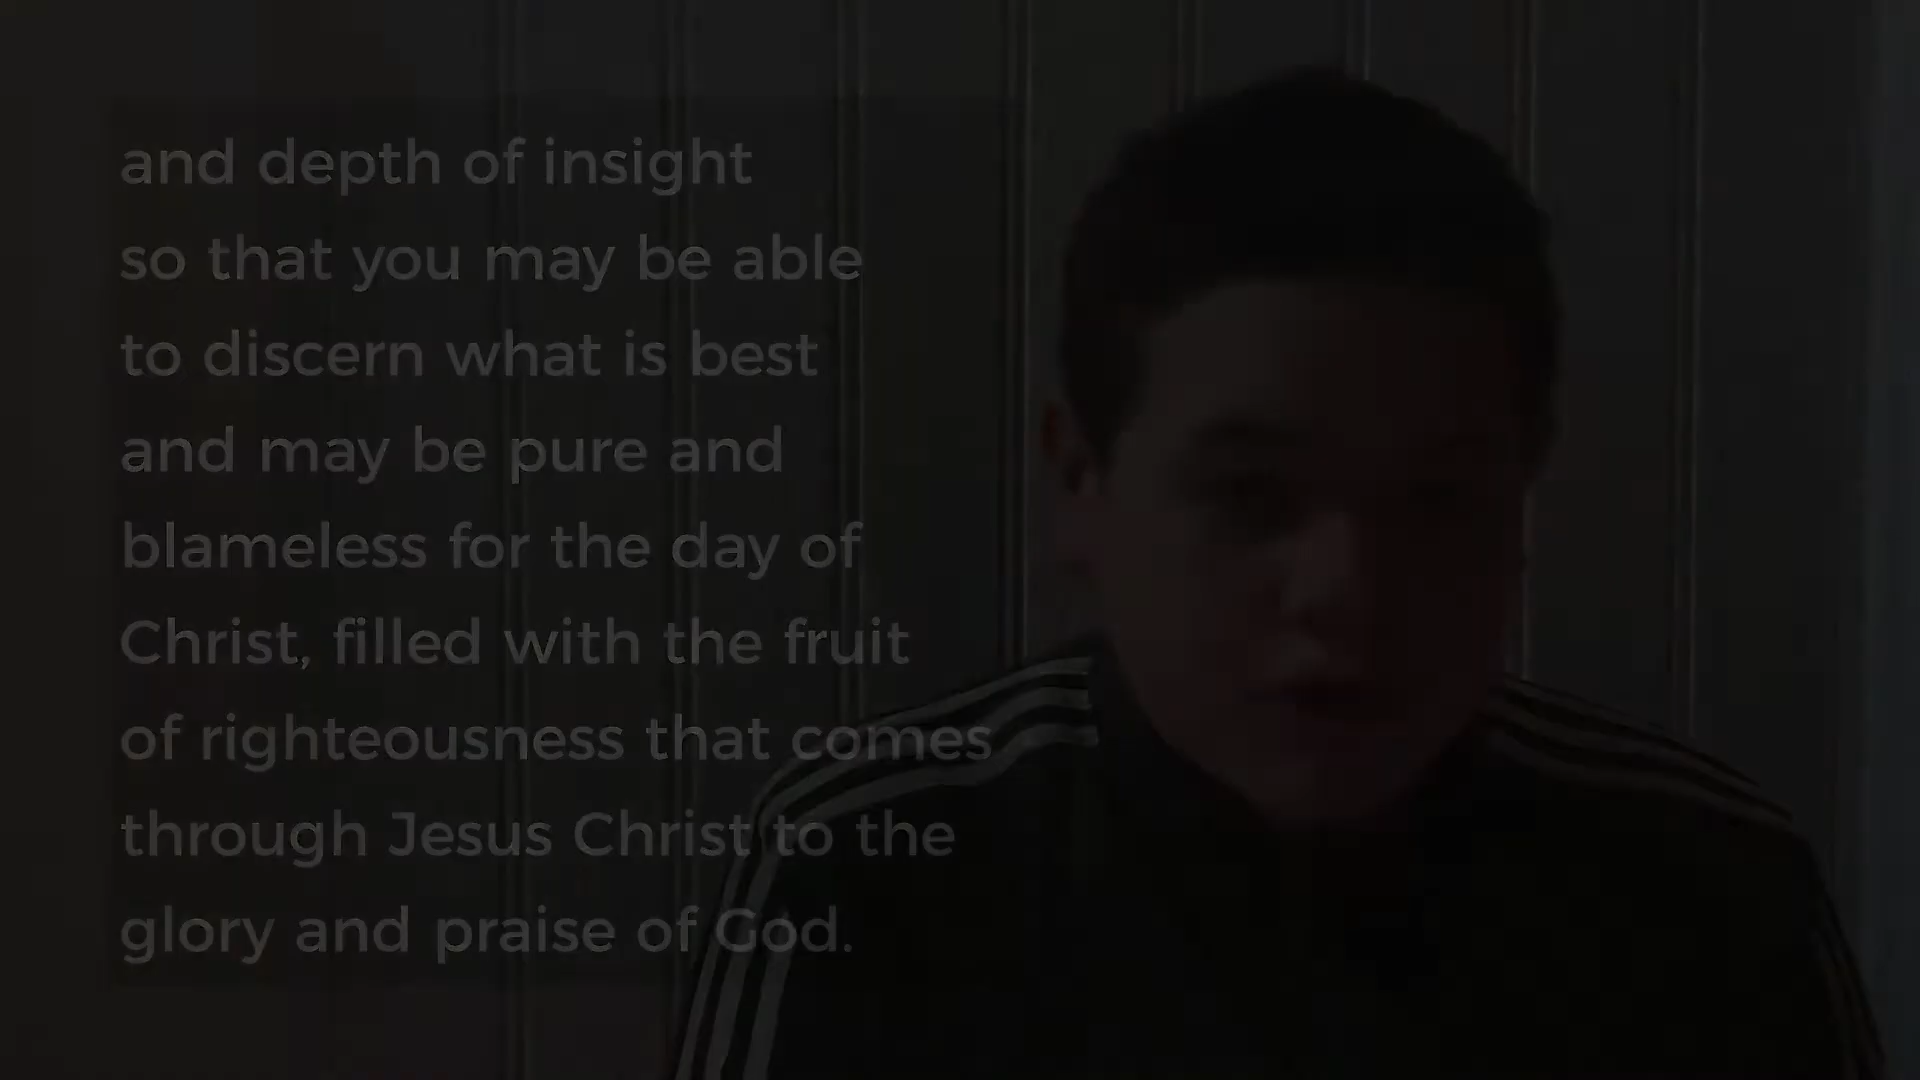 and depth of insight
so that you may be able
to discern what is best
and may be pure and
blameless for the day of
Christ, filled with the fruit
of righteousness that comes
through Jesus Christ to the
glory and praise of God.